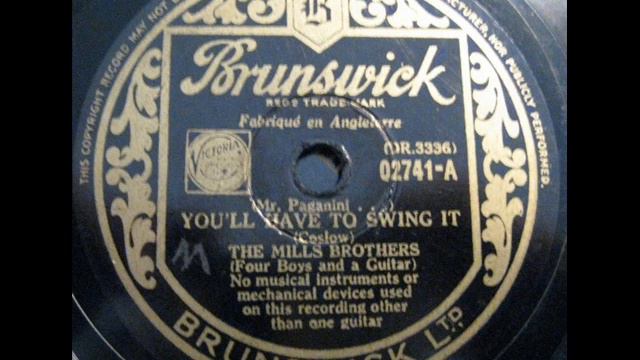 THIS COPYRIGHT RECORD MAY NOT B
ACTURER, NOR PUBLICLY PERFORMED.
B
Brunswick
REGD TRADE MARK
Fabriqué en Angleterre
VICTORIA
(DR.3336)
02741-A
(Mr. Paganini . . .)
YOU'LL HAVE TO SWING IT
(Coslow)
M
THE MILLS BROTHERS
(Four Boys and a Guitar)
No musical instruments or
mechanical devices used
on this recording other
than one guitar
BRUNSWICK LTD